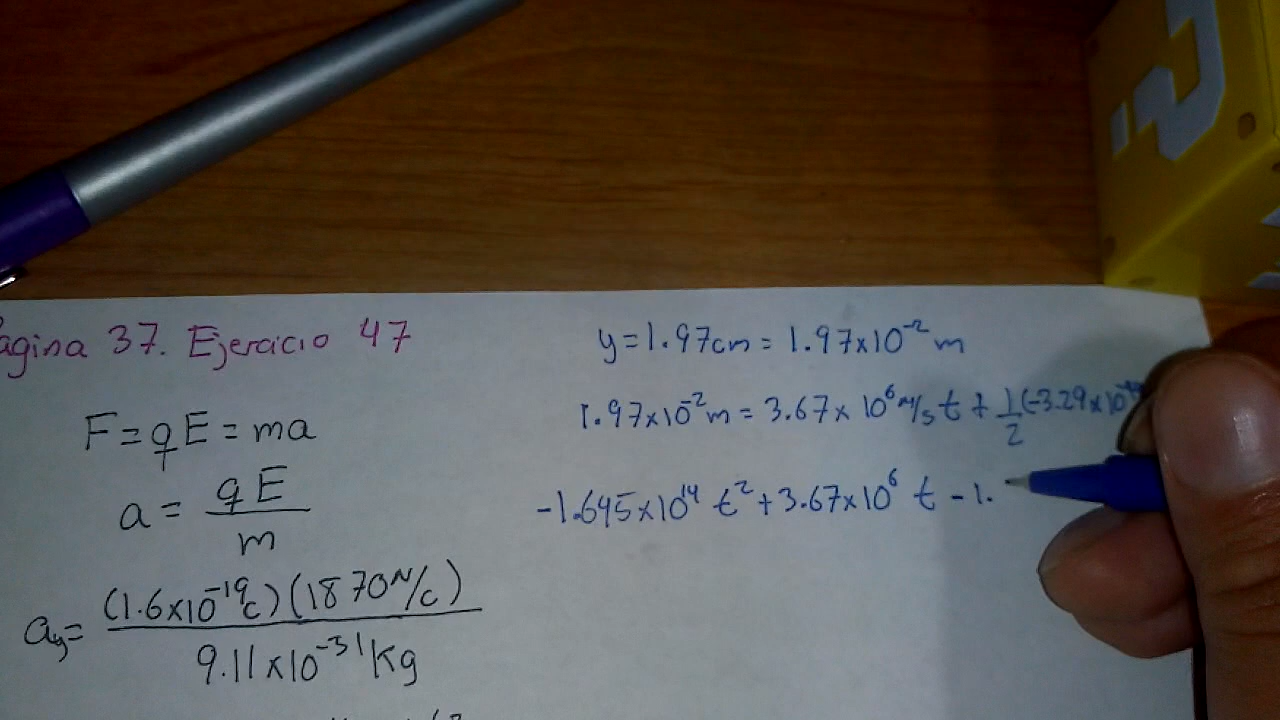 Página 37. Ejercicio 47
F = qE = ma
a = qE / m
ay = (1.6x10⁻¹⁹c)(1870N/c) / 9.11x10⁻³¹Kg
y = 1.97cm = 1.97x10⁻² m
1.97x10⁻²m = 3.67x10⁶m/s t + 1/2(-3.29x10
-1.645x10¹⁴ t² + 3.67x10⁶ t - 1.